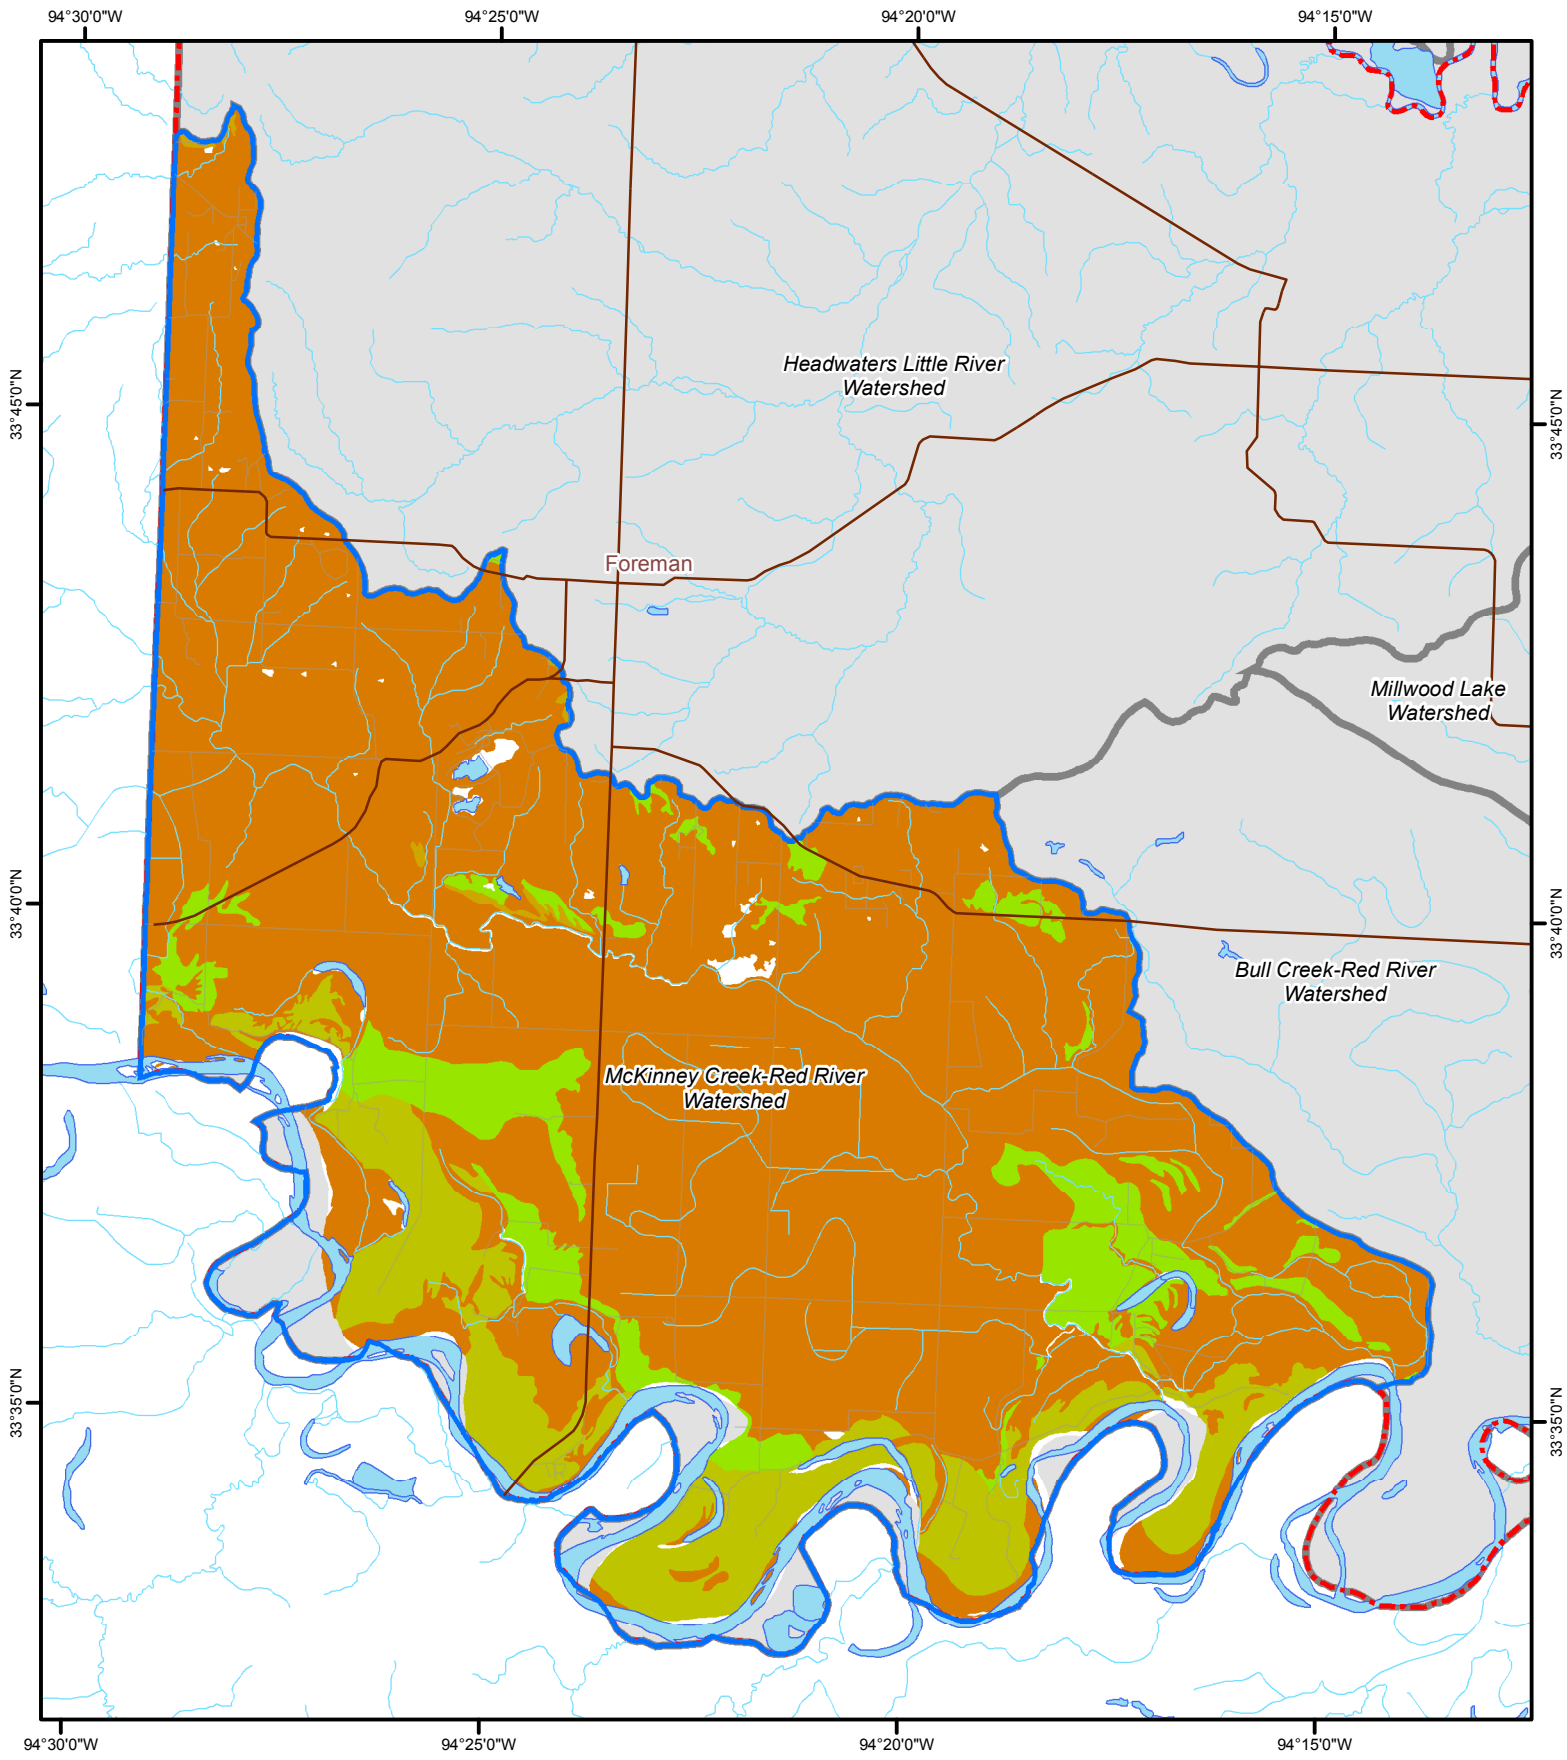 94°30'0"W
94°25'0"W
94°20'0"W
94°15'0"W
Headwaters Little River
Watershed
33°45'0"N
33°45'0"N
Foreman
Millwood Lake
Watershed
33°40'0"N
33°40'0"N
Bull Creek-Red River
Watershed
McKinney Creek-Red River
Watershed
33°35'0"N
33°35'0"N
94°30'0"W
94°25'0"W
94°20'0"W
94°15'0"W